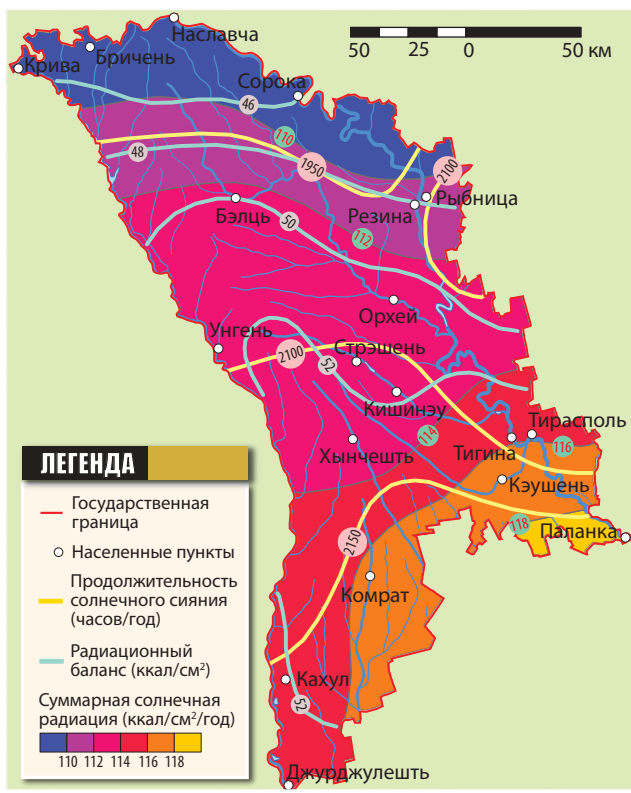 Наславча
Бричень
Крива
50 25 0 50 км
Сорока
46
110
1950
48
2100
Рыбница
Резина
Бэлць
50
112
Орхей
Унгень
2100
Стрэшень
52
Кишинэу
114
Хынчешть
Тирасполь
Тигина
116
Кэушень
118
Паланка
2150
Комрат
Кахул
52
Джурджулешть
ЛЕГЕНДА
Государственная
граница
Населенные пункты
Продолжительность
солнечного сияния
(часов/год)
Радиационный
баланс (ккал/см²)
Суммарная солнечная
радиация (ккал/см²/год)
110 112 114 116 118